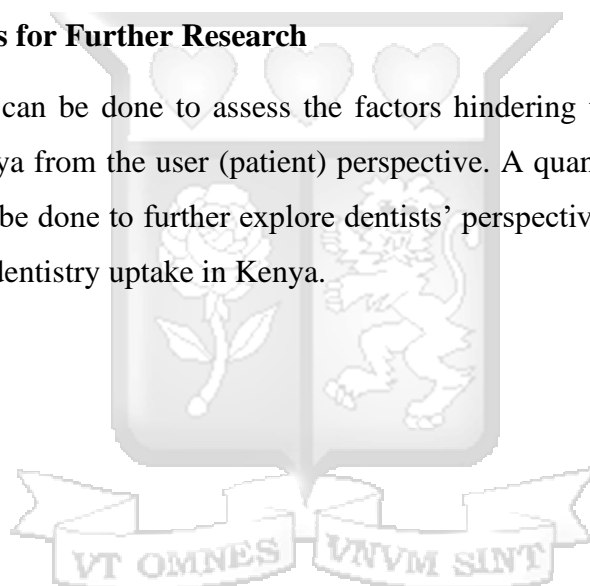 s for Further Research
can be done to assess the factors hindering
ya from the user (patient) perspective. A quan
be done to further explore dentists’ perspectiv
dentistry uptake in Kenya.
VT OMNES VNVM SINT